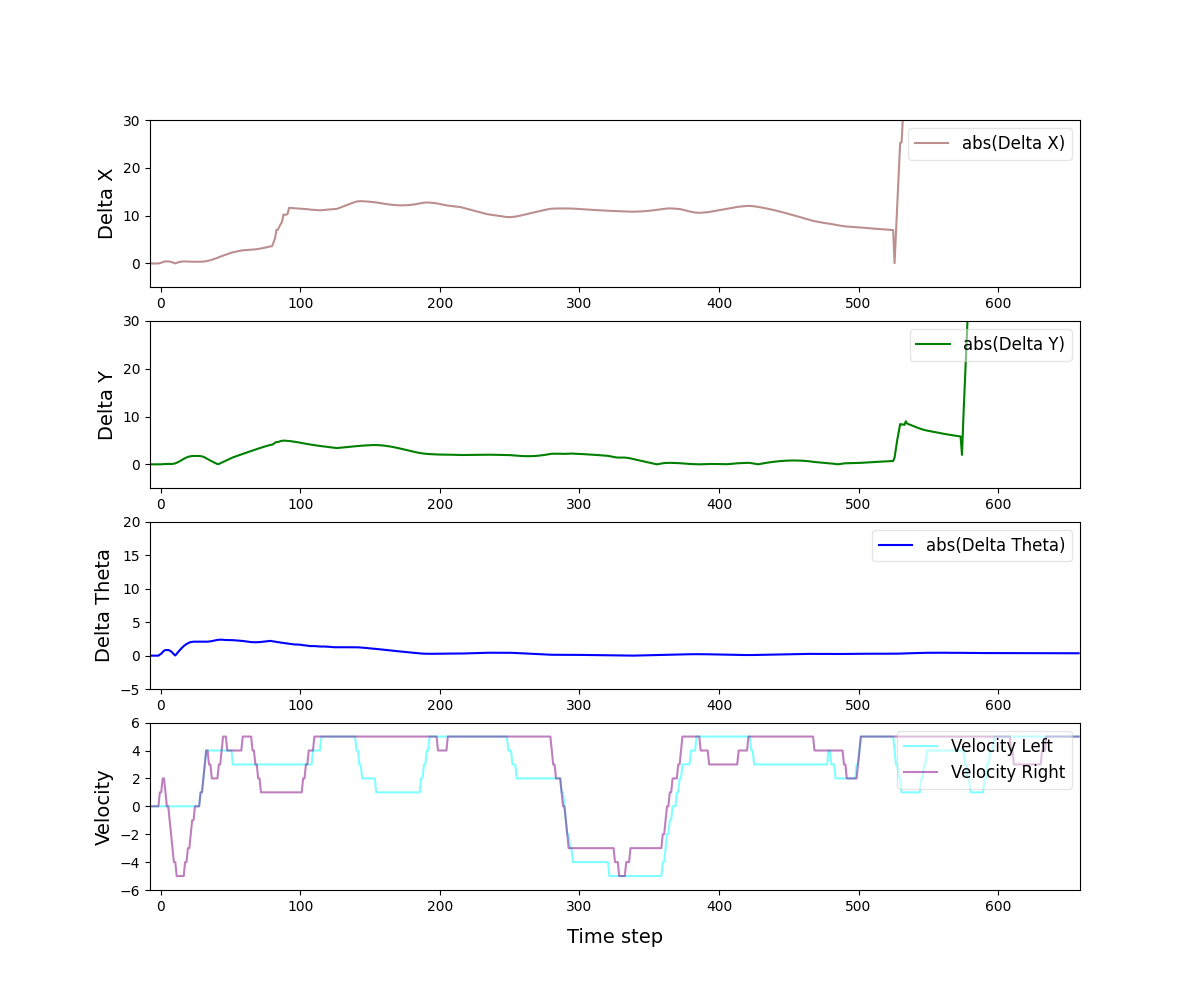 30
20
10
0
Delta X
abs(Delta X)
0 100 200 300 400 500 600
30
20
10
0
Delta Y
abs(Delta Y)
0 100 200 300 400 500 600
20
15
10
5
0
−5
Delta Theta
abs(Delta Theta)
0 100 200 300 400 500 600
6
4
2
0
−2
−4
−6
Velocity
Velocity Left
Velocity Right
0 100 200 300 400 500 600
Time step